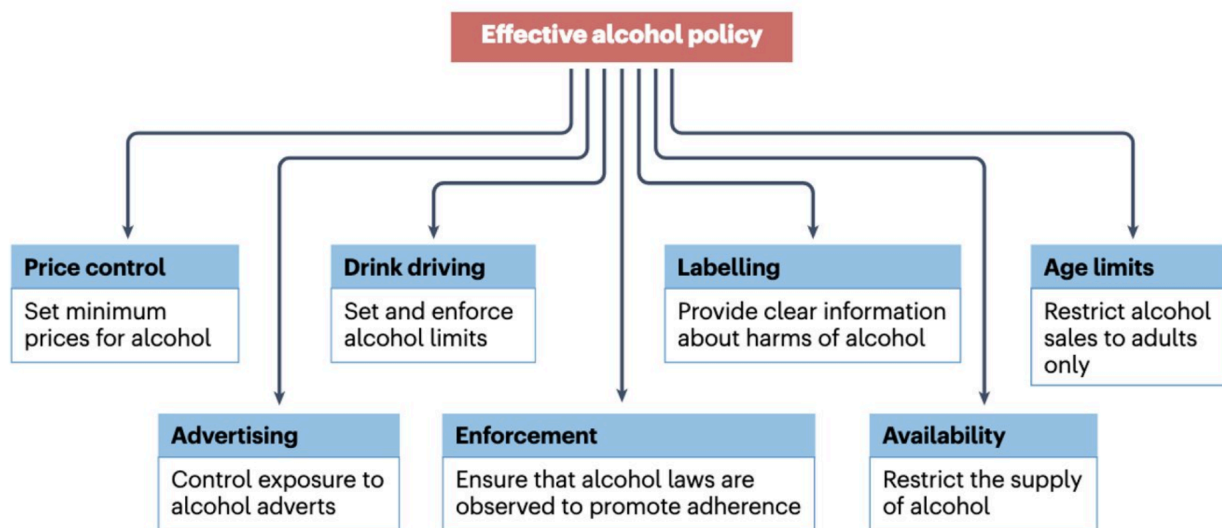 Effective alcohol policy
Price control
Set minimum
prices for alcohol
Drink driving
Set and enforce
alcohol limits
Labelling
Provide clear information
about harms of alcohol
Age limits
Restrict alcohol
sales to adults
only
Advertising
Control exposure to
alcohol adverts
Enforcement
Ensure that alcohol laws are
observed to promote adherence
Availability
Restrict the supply
of alcohol